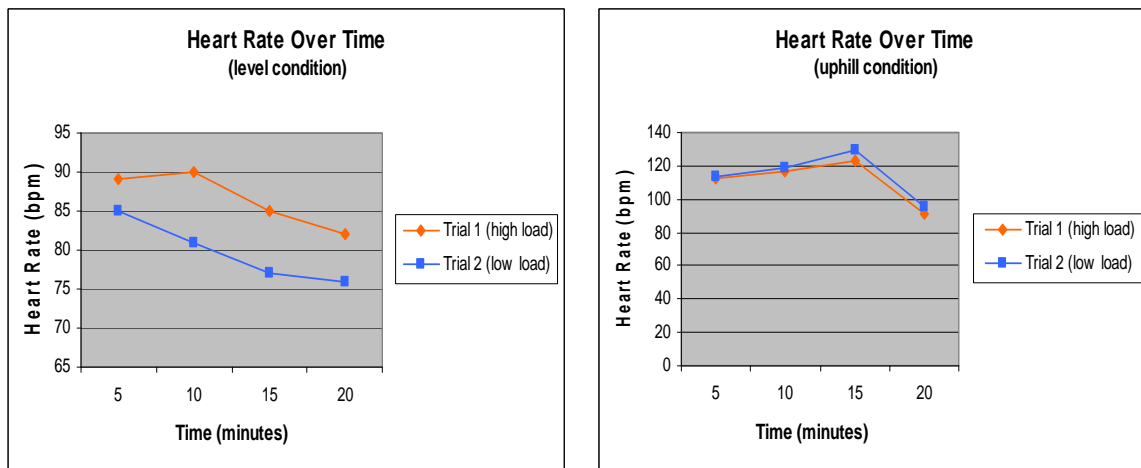 Heart Rate Over Time
(level condition)
95
90
85
80
75
70
65
Heart Rate (bpm)
5 10 15 20
Time (minutes)
Trial 1 (high load)
Trial 2 (low load)
Heart Rate Over Time
(uphill condition)
140
120
100
80
60
40
20
0
Heart Rate (bpm)
5 10 15 20
Time (minutes)
Trial 1 (high load)
Trial 2 (low load)